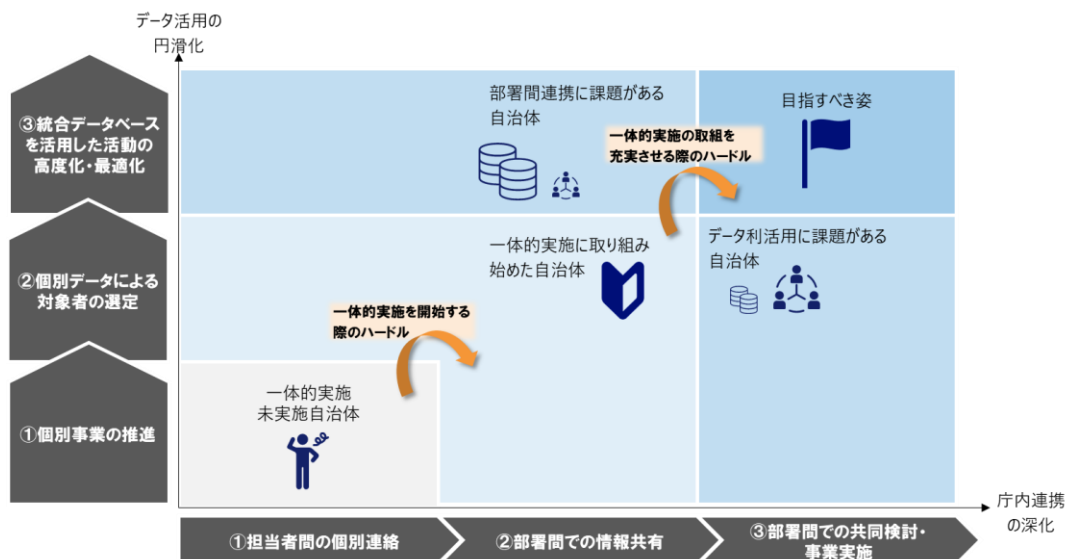 データ活用の
円滑化
③統合データベース
を活用した活動の
高度化・最適化
②個別データによる
対象者の選定
①個別事業の推進
部署間連携に課題がある
自治体
目指すべき姿
一体的実施の取組を
充実させる際のハードル
一体的実施に取り組み
始めた自治体
データ利活用に課題がある
自治体
一体的実施を開始する
際のハードル
一体的実施
未実施自治体
庁内連携
の深化
①担当者間の個別連絡
②部署間での情報共有
③部署間での共同検討・
事業実施